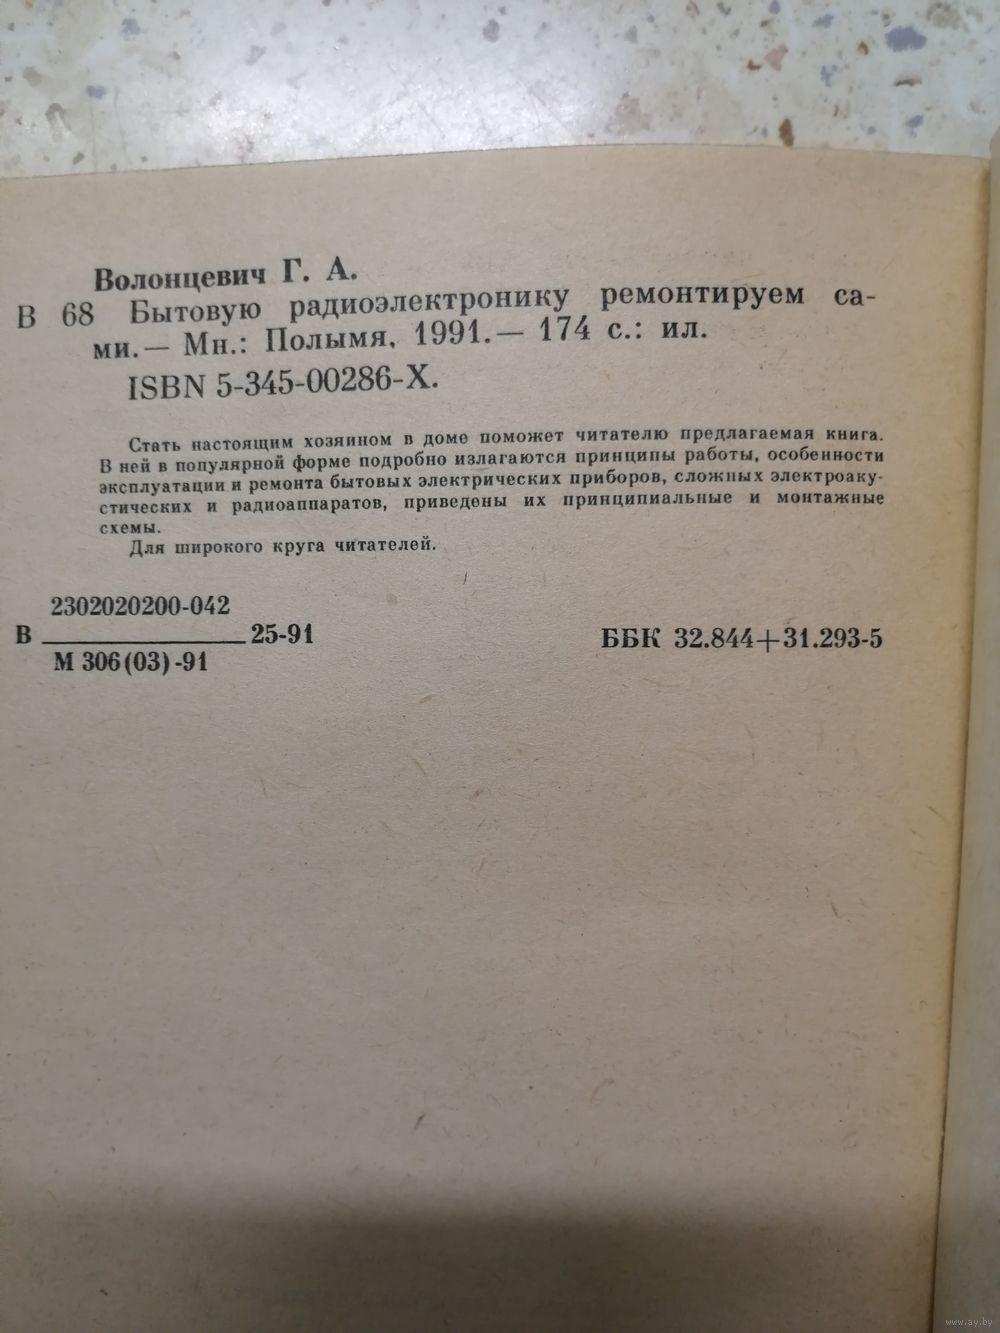 Волонцевич Г. А.
В 68 Бытовую радиоэлектронику ремонтируем са-
ми.— Мн.: Полымя, 1991.— 174 с.: ил.
ISBN 5-345-00286-X.
Стать настоящим хозяином в доме поможет читателю предлагаемая книга.
В ней в популярной форме подробно излагаются принципы работы, особенности
эксплуатации и ремонта бытовых электрических приборов, сложных электроаку-
стических и радиоаппаратов, приведены их принципиальные и монтажные
схемы.
Для широкого круга читателей.
2302020200-042
В ————— 25-91
М 306(03)-91
ББК 32.844+31.293-5
www.ay.by